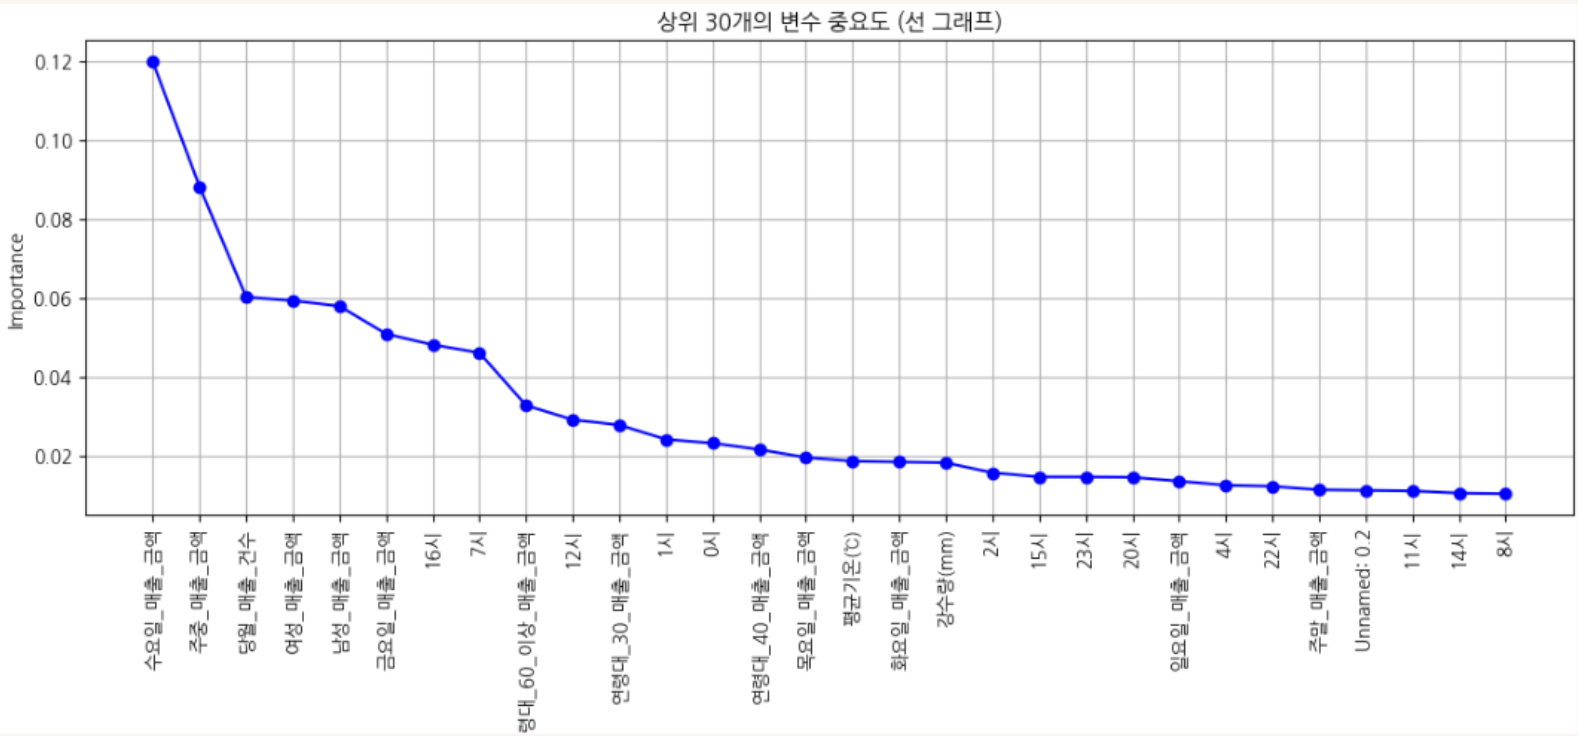 상위 30개의 변수 중요도 (선 그래프)
Importance
0.12
0.10
0.08
0.06
0.04
0.02
수요일_매출_금액
주중_매출_금액
당월_매출_건수
여성_매출_금액
남성_매출_금액
금요일_매출_금액
16시
7시
령대_60_이상_매출_금액
12시
연령대_30_매출_금액
1시
0시
연령대_40_매출_금액
목요일_매출_금액
평균기온(℃)
화요일_매출_금액
강수량(mm)
2시
15시
23시
20시
일요일_매출_금액
4시
22시
주말_매출_금액
Unnamed: 0.2
11시
14시
8시